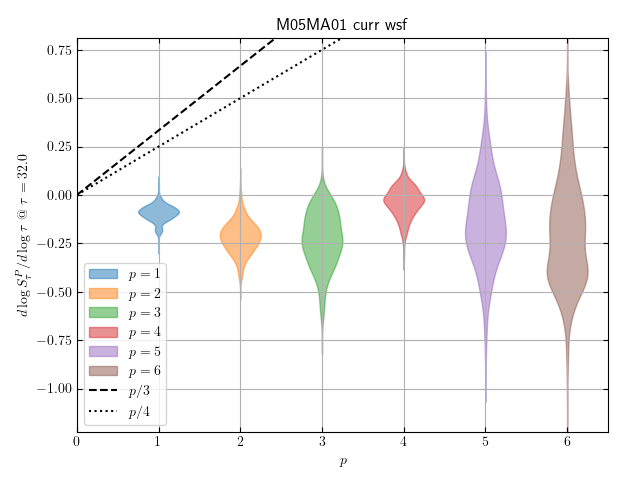 M05MA01 curr wsf
d log S_τ^P / d log τ @ τ = 32.0
0.75
0.50
0.25
0.00
−0.25
−0.50
−0.75
−1.00
p = 1
p = 2
p = 3
p = 4
p = 5
p = 6
p/3
p/4
0 1 2 3 4 5 6
p